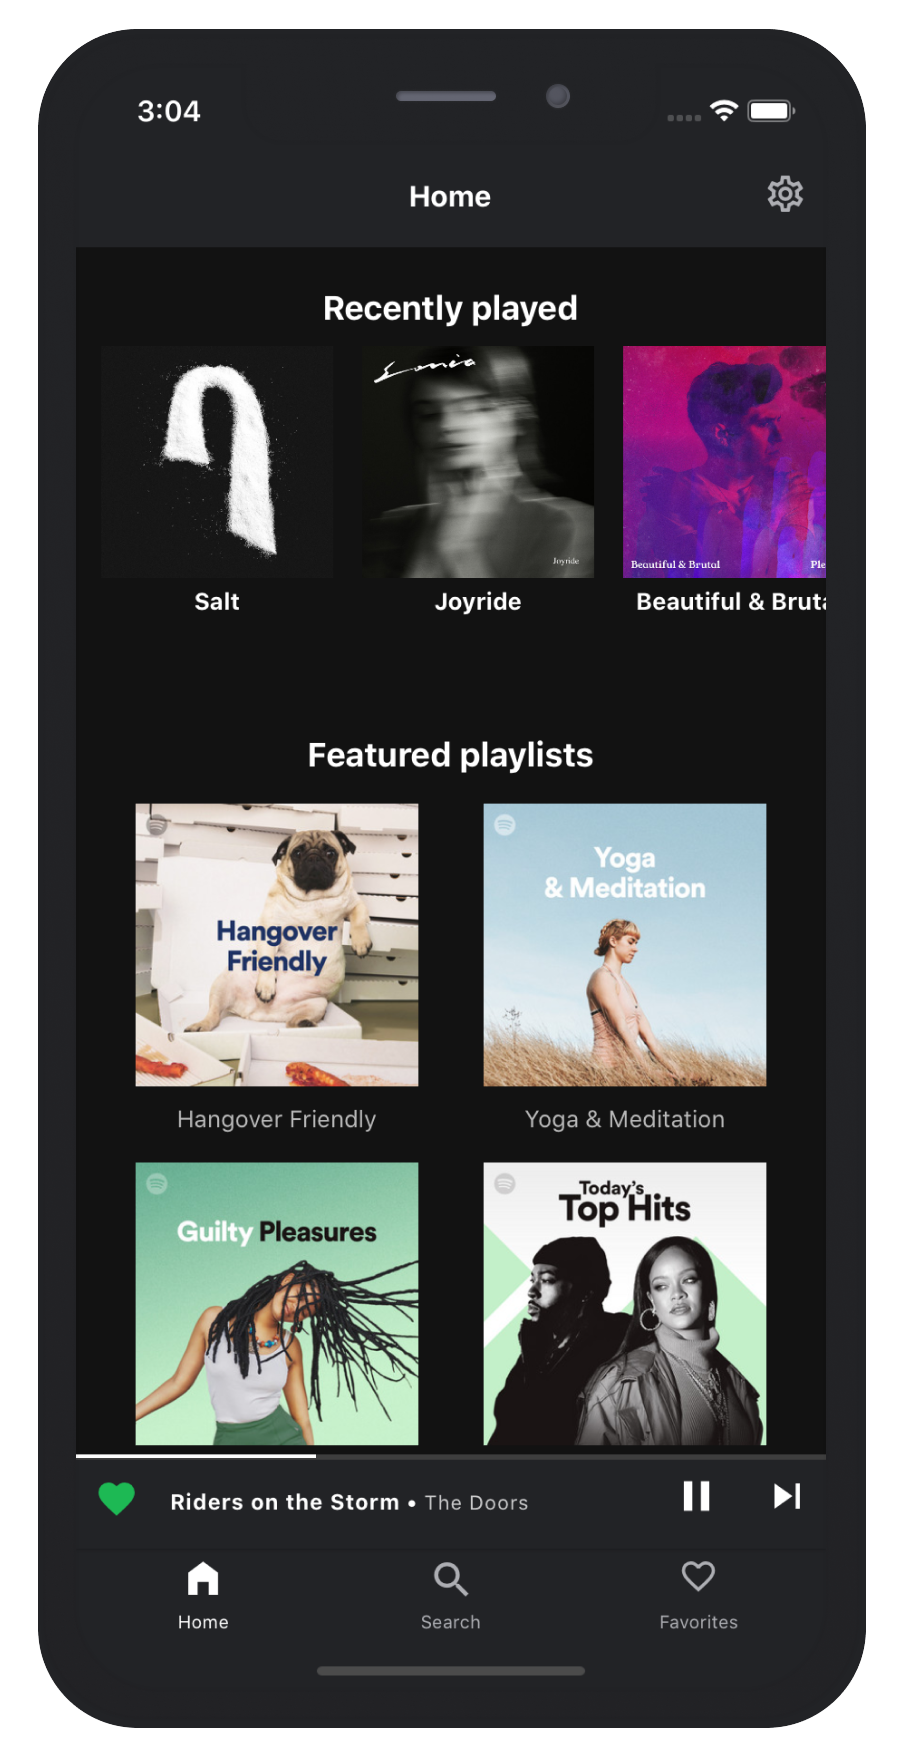 3:04
Home
Recently played
Sonia
Joyride
Beautiful & Brutal
Ple
Salt
Joyride
Beautiful & Bruta
Featured playlists
Hangover
Friendly
Yoga
& Meditation
Hangover Friendly
Yoga & Meditation
Guilty Pleasures
Today's
Top Hits
Riders on the Storm • The Doors
Home
Search
Favorites